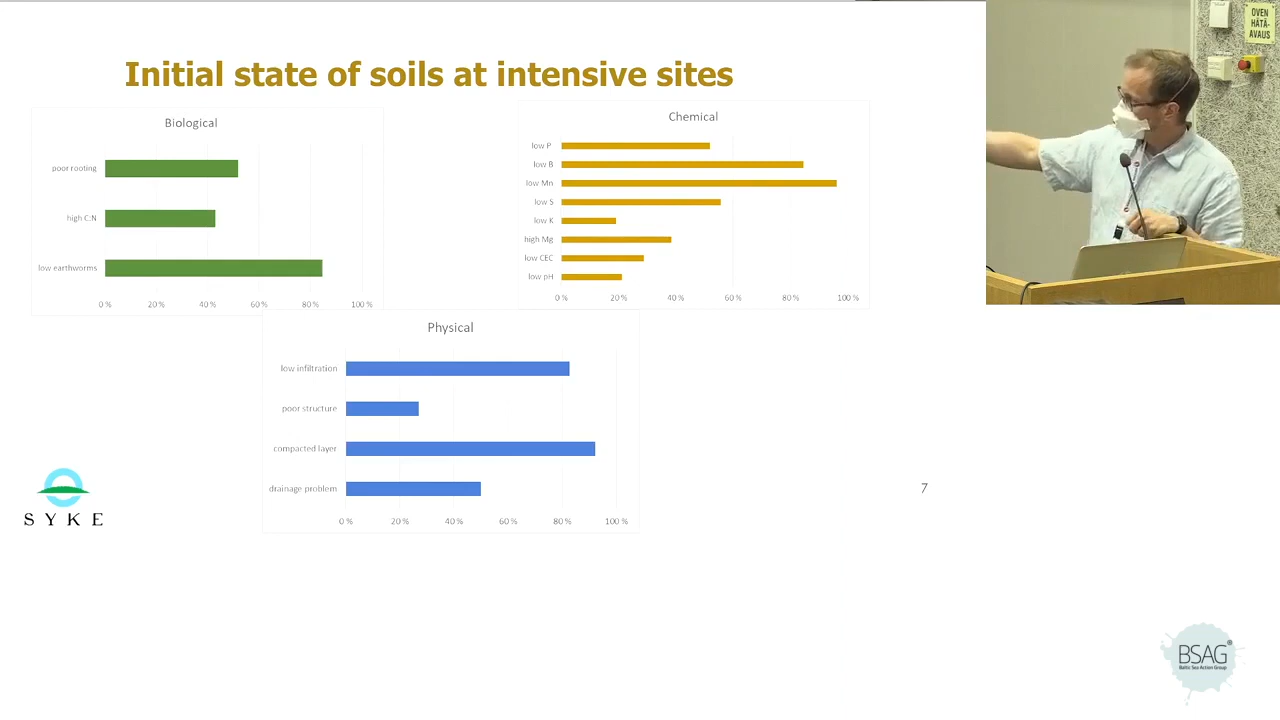 Initial state of soils at intensive sites
Biological
poor rooting
high C:N
low earthworms
0 %
20 %
40 %
60 %
80 %
100 %
Chemical
low P
low B
low Mn
low S
low K
high Mg
low CEC
low pH
0 %
20 %
40 %
60 %
80 %
100 %
Physical
low infiltration
poor structure
compacted layer
drainage problem
0 %
20 %
40 %
60 %
80 %
100 %
SYKE
7
OVEN
HÄTÄ-
AVAUS
BSAG®
Baltic Sea Action Group